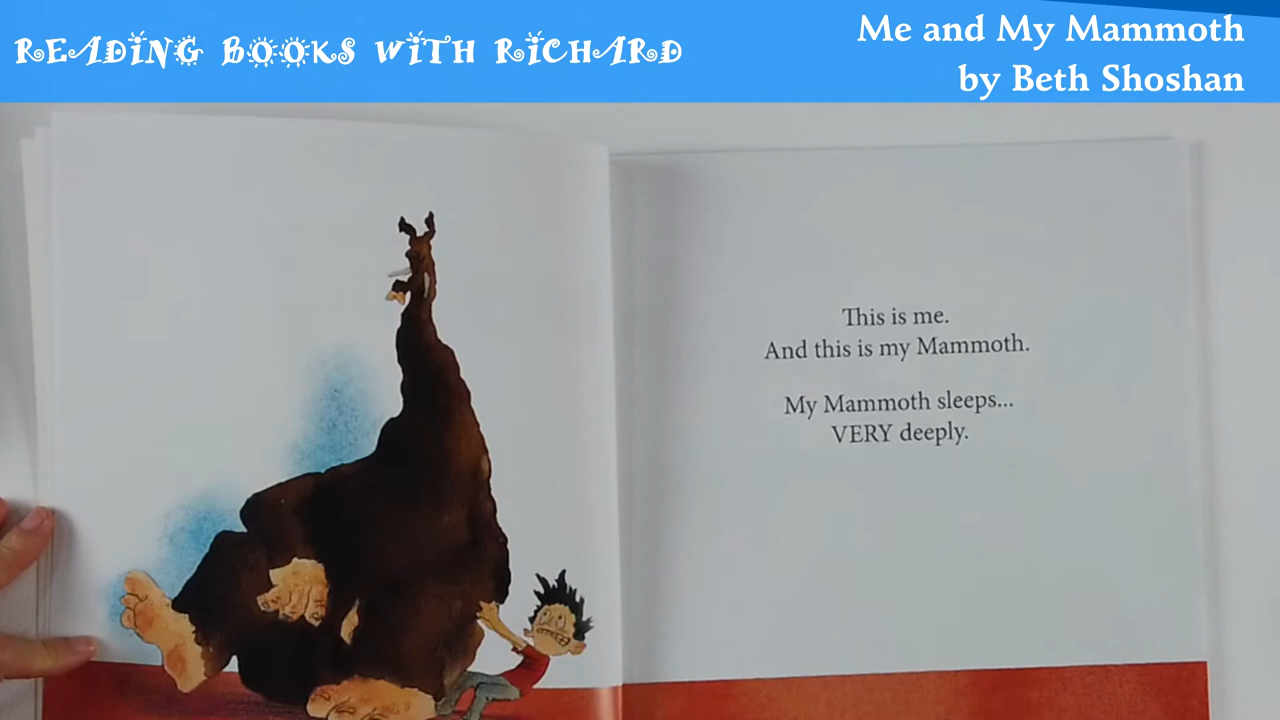 READING BOOKS WITH RICHARD
Me and My Mammoth
by Beth Shoshan
This is me.
And this is my Mammoth.
My Mammoth sleeps...
VERY deeply.